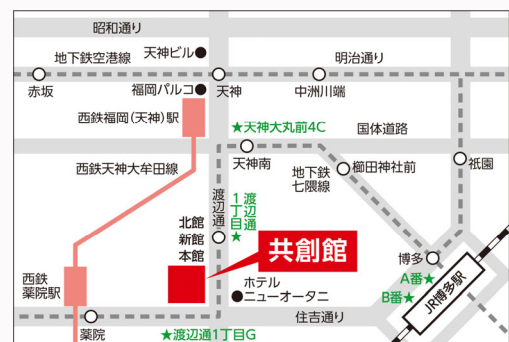 昭和通り
地下鉄空港線
天神ビル
明治通り
赤坂
福岡パルコ
天神
中洲川端
西鉄福岡(天神)駅
★天神大丸前4C
国体道路
西鉄天神大牟田線
天神南
地下鉄
七隈線
櫛田神社前
祇園
渡辺通
渡辺通
1丁目
★
北館
新館
本館
共創館
博多
A番★
B番★
JR博多駅
西鉄
薬院駅
ホテル
ニューオータニ
薬院
住吉通り
★渡辺通1丁目G